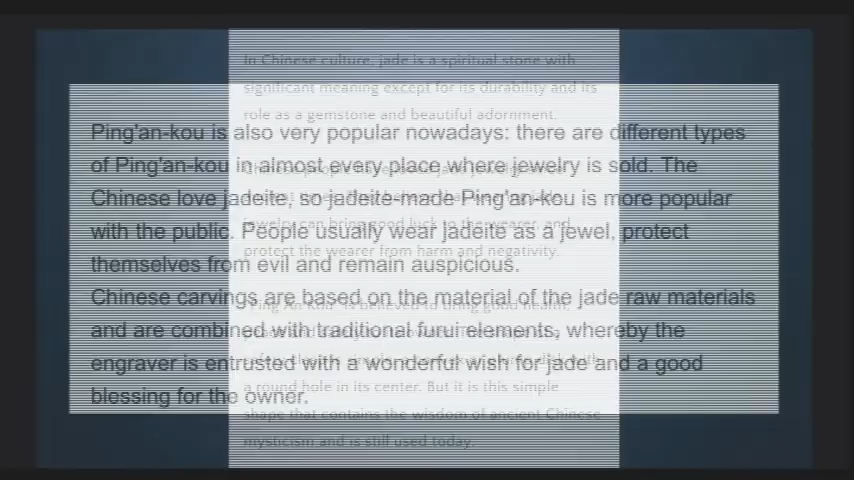 In Chinese culture, jade is a spiritual stone with
significant meaning except for its durability and its
role as a gemstone and beautiful adornment.
Ping'an-kou is also very popular nowadays: there are different types
of Ping'an-kou in almost every place where jewelry is sold. The
Chinese love jadeite, so jadeite-made Ping'an-kou is more popular
with the public. People usually wear jadeite as a jewel, protect
themselves from evil and remain auspicious.
Chinese carvings are based on the material of the jade raw materials
and are combined with traditional furui elements, whereby the
engraver is entrusted with a wonderful wish for jade and a good
blessing for the owner.
jewelry can bring good luck to the wearer and
protect the wearer from harm and negativity.
is believed to bring good health,
a round hole in its center. But it is this simple
shape that contains the wisdom of ancient Chinese
mysticism and is still used today.